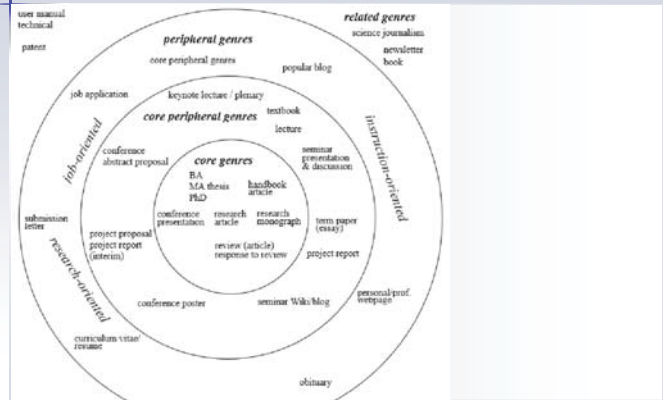 user manual
technical
patent
related genres
science journalism
newsletter
book
peripheral genres
core peripheral genres
popular blog
job application
keynote lecture / plenary
textbook
core peripheral genres
lecture
job-oriented
instruction-oriented
research-oriented
conference
abstract proposal
seminar
presentation
& discussion
core genres
BA
MA thesis
PhD
handbook
article
conference
presentation
research
article
research
monograph
term paper
(essay)
submission
letter
project proposal
project report
(interim)
review (article)
response to review
project report
personal/prof.
webpage
conference poster
seminar Wiki/blog
curriculum vitae/
resume
obituary